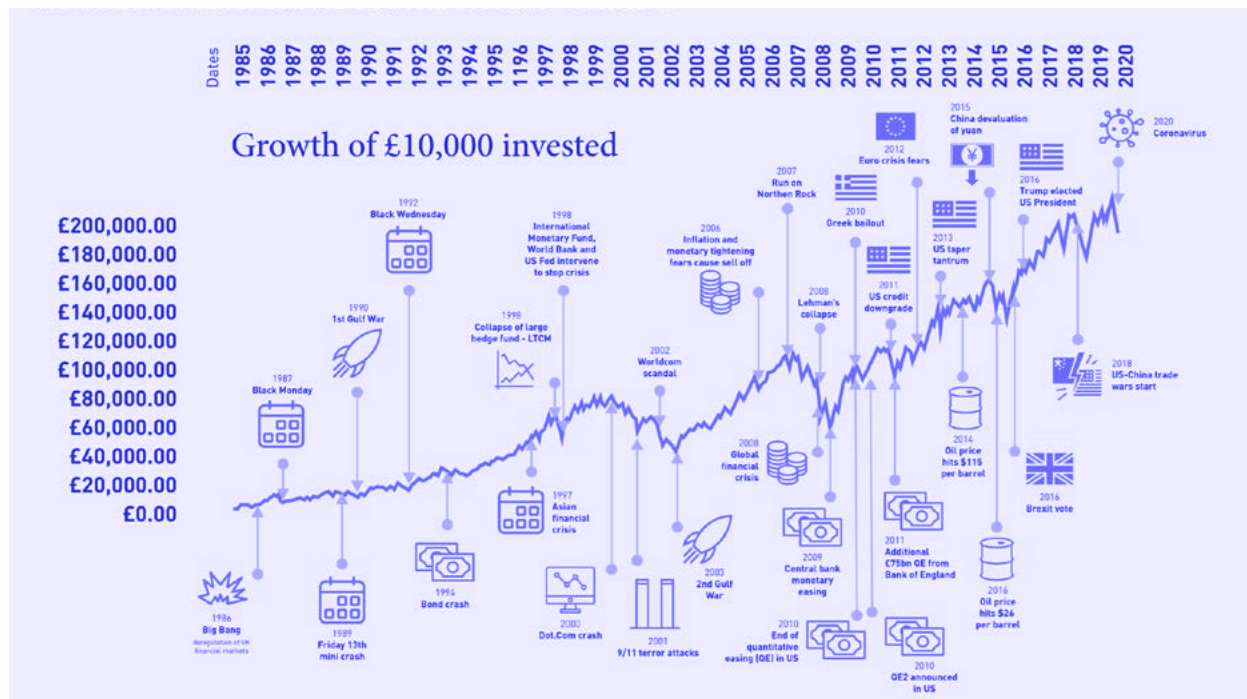 Dates
1985
1986
1987
1988
1989
1990
1991
1992
1993
1994
1995
1196
1997
1998
1999
2000
2001
2002
2003
2004
2005
2006
2007
2008
2009
2010
2011
2012
2013
2014
2015
2016
2017
2018
2019
2020
Growth of £10,000 invested
£200,000.00
£180,000.00
£160,000.00
£140,000.00
£120,000.00
£100,000.00
£80,000.00
£60,000.00
£40,000.00
£20,000.00
£0.00
1986
Big Bang
deregulation of UK
financial markets
1987
Black Monday
1989
Friday 13th
mini crash
1990
1st Gulf War
1992
Black Wednesday
1994
Bond crash
1997
Asian
financial
crisis
1998
Collapse of large
hedge fund - LTCM
1998
International
Monetary Fund,
World Bank and
US Fed intervene
to stop crisis
2000
Dot.Com crash
2001
9/11 terror attacks
2002
Worldcom
scandal
2003
2nd Gulf
War
2006
Inflation and
monetary tightening
fears cause sell off
2007
Run on
Northen Rock
2008
Lehman's
collapse
2008
Global
financial
crisis
2009
Central bank
monetary
easing
2010
Greek bailout
2010
End of
quantitative
easing (QE) in US
2010
QE2 announced
in US
2011
US credit
downgrade
2011
Additional
£75bn QE from
Bank of England
2012
Euro crisis fears
2013
US taper
tantrum
2014
Oil price
hits $115
per barrel
2015
China devaluation
of yuan
¥
2016
Oil price
hits $26
per barrel
2016
Trump elected
US President
2016
Brexit vote
2018
US-China trade
wars start
2020
Coronavirus